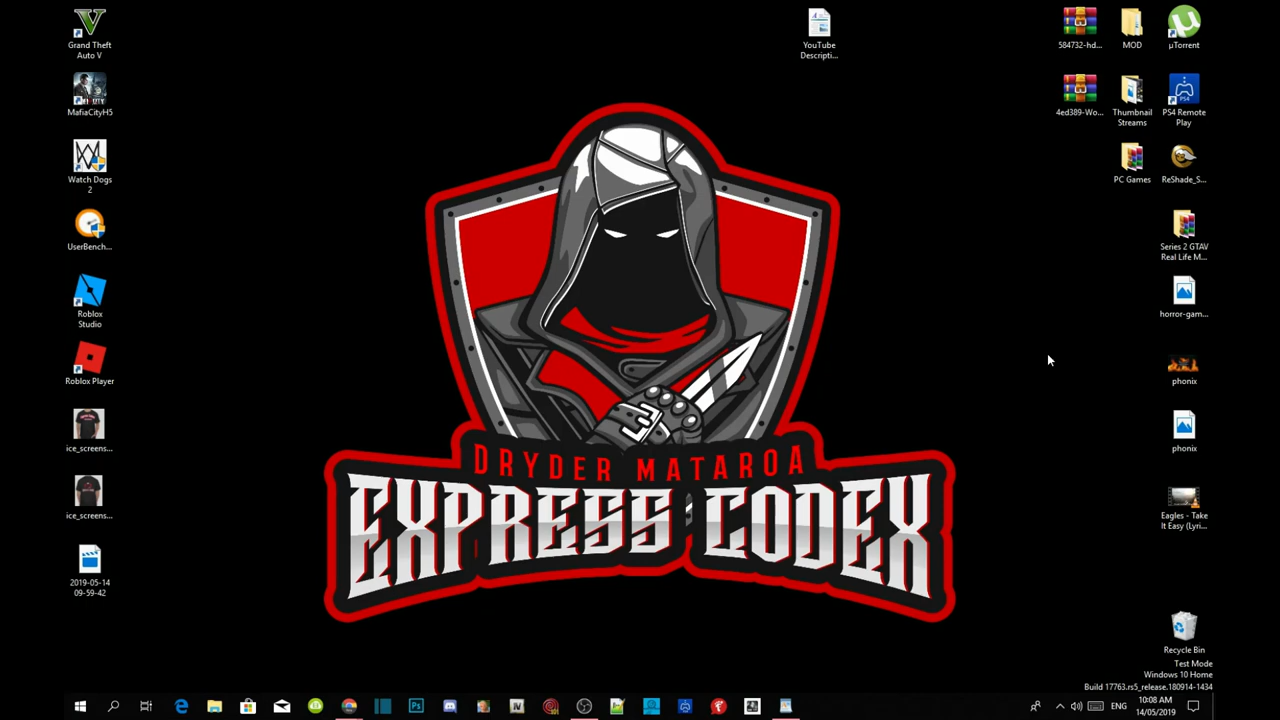 Grand Theft
Auto V
MafiaCityH5
Watch Dogs
2
UserBench...
Roblox
Studio
Roblox Player
ice_screens...
ice_screens...
2019-05-14
09-59-42
YouTube
Descripti...
584732-hd...
MOD
µTorrent
4ed389-Wo...
Thumbnail
Streams
PS4 Remote
Play
PC Games
ReShade_S...
Series 2 GTAV
Real Life M...
horror-gam...
phonix
phonix
Eagles - Take
It Easy (Lyri...
Recycle Bin
DRYDER MATAROA
EXPRESS CODEX
Test Mode
Windows 10 Home
Build 17763.rs5_release.180914-1434
ENG
10:08 AM
14/05/2019